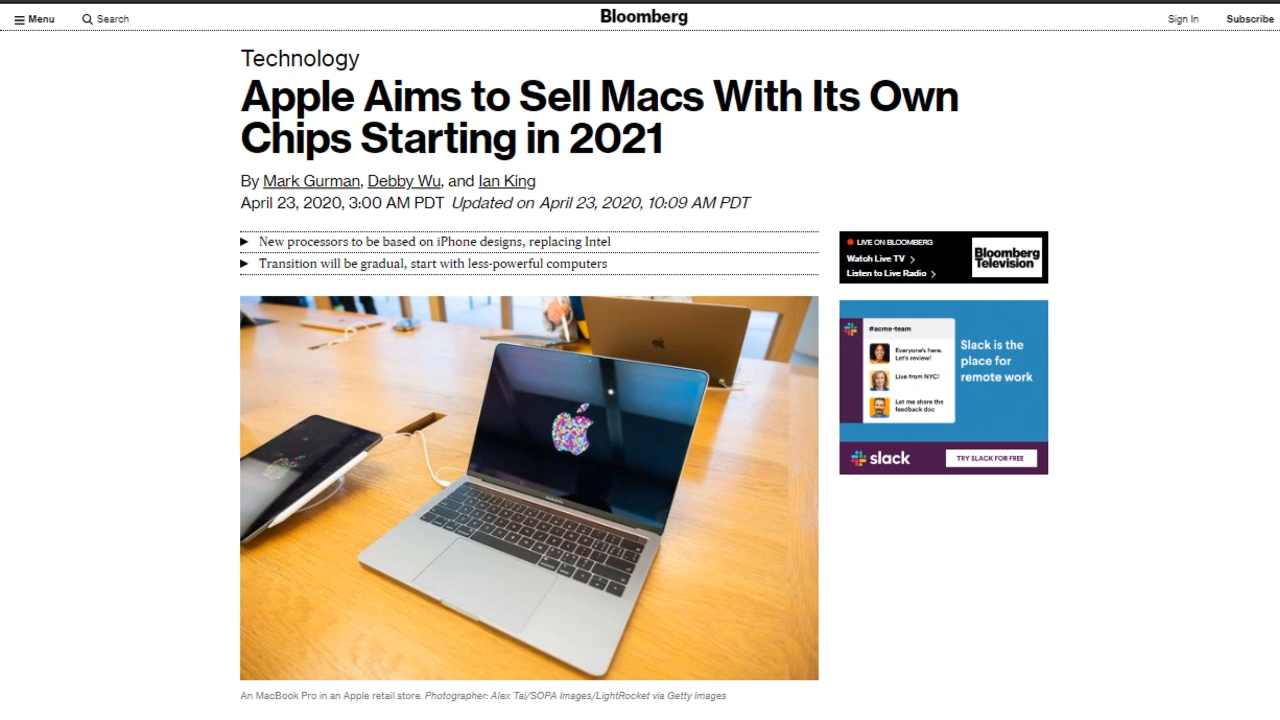 Menu
Search
Bloomberg
Sign In
Subscribe
Technology
Apple Aims to Sell Macs With Its Own
Chips Starting in 2021
By Mark Gurman, Debby Wu, and Ian King
April 23, 2020, 3:00 AM PDT Updated on April 23, 2020, 10:09 AM PDT
New processors to be based on iPhone designs, replacing Intel
Transition will be gradual, start with less-powerful computers
LIVE ON BLOOMBERG
Watch Live TV
Listen to Live Radio
Bloomberg
Television
#acme-team
Everyone's here.
Let's review!
Live from NYC!
Let me share the
feedback doc
Slack is the
place for
remote work
slack
TRY SLACK FOR FREE
An MacBook Pro in an Apple retail store. Photographer: Alex Tai/SOPA Images/LightRocket via Getty Images